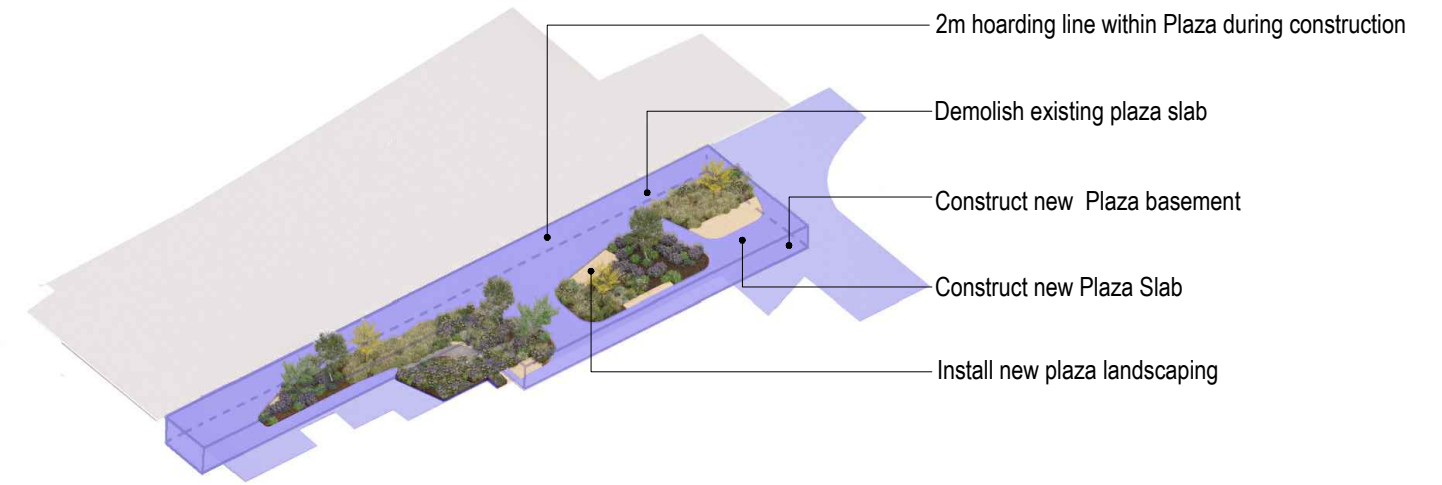 2m hoarding line within Plaza during construction
Demolish existing plaza slab
Construct new  Plaza basement
Construct new Plaza Slab
Install new plaza landscaping